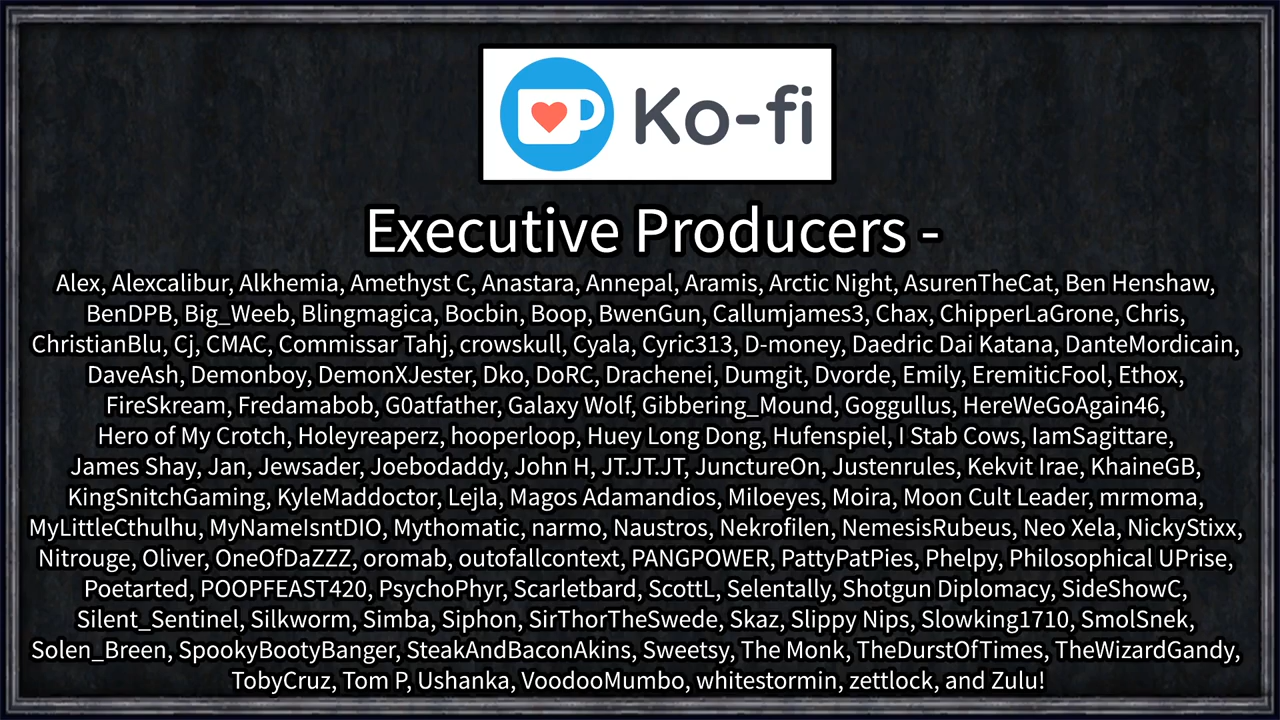 Ko-fi
Executive Producers -
Alex, Alexcalibur, Alkhemia, Amethyst C, Anastara, Annepal, Aramis, Arctic Night, AsurenTheCat, Ben Henshaw,
BenDPB, Big_Weeb, Blingmagica, Bocbin, Boop, BwenGun, Callumjames3, Chax, ChipperLaGrone, Chris,
ChristianBlu, Cj, CMAC, Commissar Tahj, crowskull, Cyala, Cyric313, D-money, Daedric Dai Katana, DanteMordicain,
DaveAsh, Demonboy, DemonXJester, Dko, DoRC, Drachenei, Dumgit, Dvorde, Emily, EremiticFool, Ethox,
FireSkream, Fredamabob, G0atfather, Galaxy Wolf, Gibbering_Mound, Goggullus, HereWeGoAgain46,
Hero of My Crotch, Holeyreaperz, hooperloop, Huey Long Dong, Hufenspiel, I Stab Cows, IamSagittare,
James Shay, Jan, Jewsader, Joebodaddy, John H, JT.JT.JT, JunctureOn, Justenrules, Kekvit Irae, KhaineGB,
KingSnitchGaming, KyleMaddoctor, Lejla, Magos Adamandios, Miloeyes, Moira, Moon Cult Leader, mrmoma,
MyLittleCthulhu, MyNameIsntDIO, Mythomatic, narmo, Naustros, Nekrofilen, NemesisRubeus, Neo Xela, NickyStixx,
Nitrouge, Oliver, OneOfDaZZZ, oromab, outofallcontext, PANGPOWER, PattyPatPies, Phelpy, Philosophical UPrise,
Poetarted, POOPFEAST420, PsychoPhyr, Scarletbard, ScottL, Selentally, Shotgun Diplomacy, SideShowC,
Silent_Sentinel, Silkworm, Simba, Siphon, SirThorTheSwede, Skaz, Slippy Nips, Slowking1710, SmolSnek,
Solen_Breen, SpookyBootyBanger, SteakAndBaconAkins, Sweetsy, The Monk, TheDurstOfTimes, TheWizardGandy,
TobyCruz, Tom P, Ushanka, VoodooMumbo, whitestormin, zettlock, and Zulu!